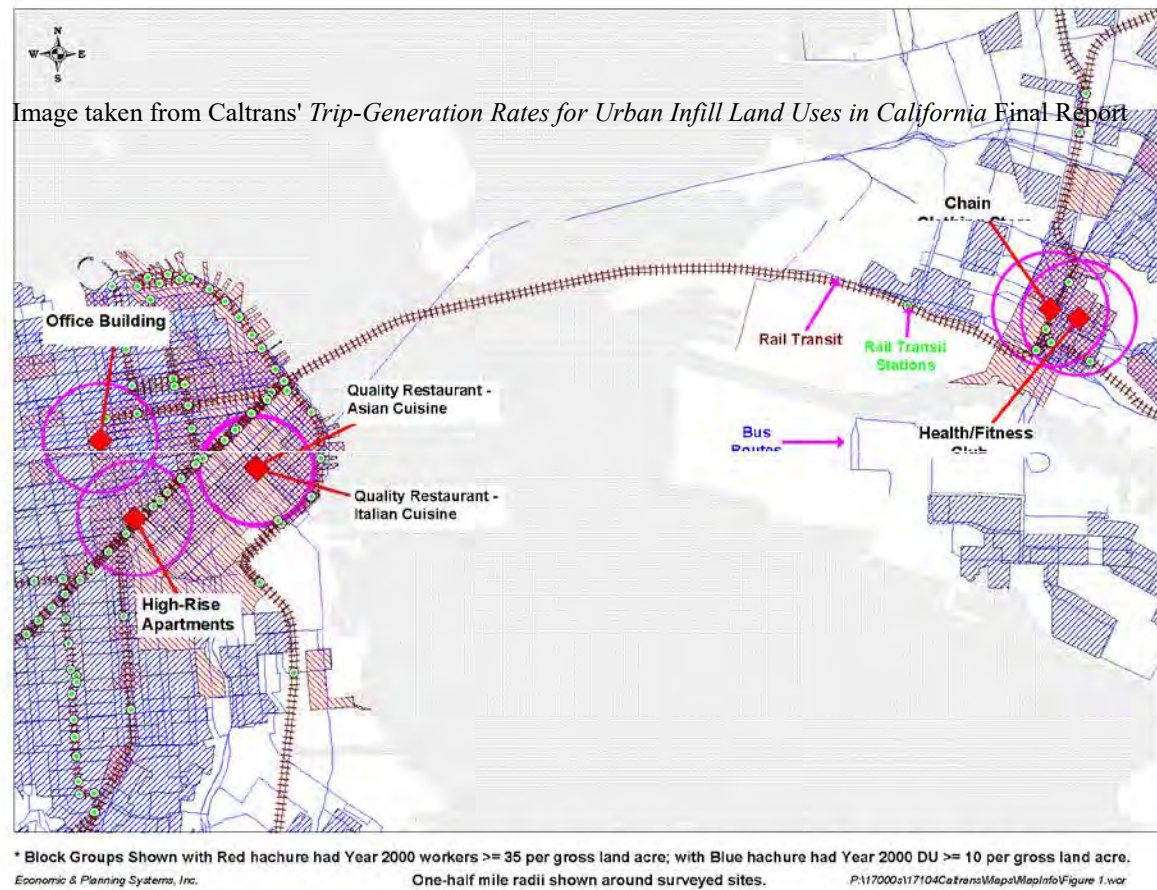 N
W E
S
Image taken from Caltrans' Trip-Generation Rates for Urban Infill Land Uses in California Final Report
Chain
Office Building
Rail Transit
Rail Transit
Stations
Quality Restaurant -
Asian Cuisine
Bus
Health/Fitness
Quality Restaurant -
Italian Cuisine
High-Rise
Apartments
* Block Groups Shown with Red hachure had Year 2000 workers >= 35 per gross land acre; with Blue hachure had Year 2000 DU >= 10 per gross land acre.
Economic & Planning Systems, Inc.
One-half mile radii shown around surveyed sites.
P:\17000s\17104Caltrans\Maps\MapInfo\Figure 1.wor